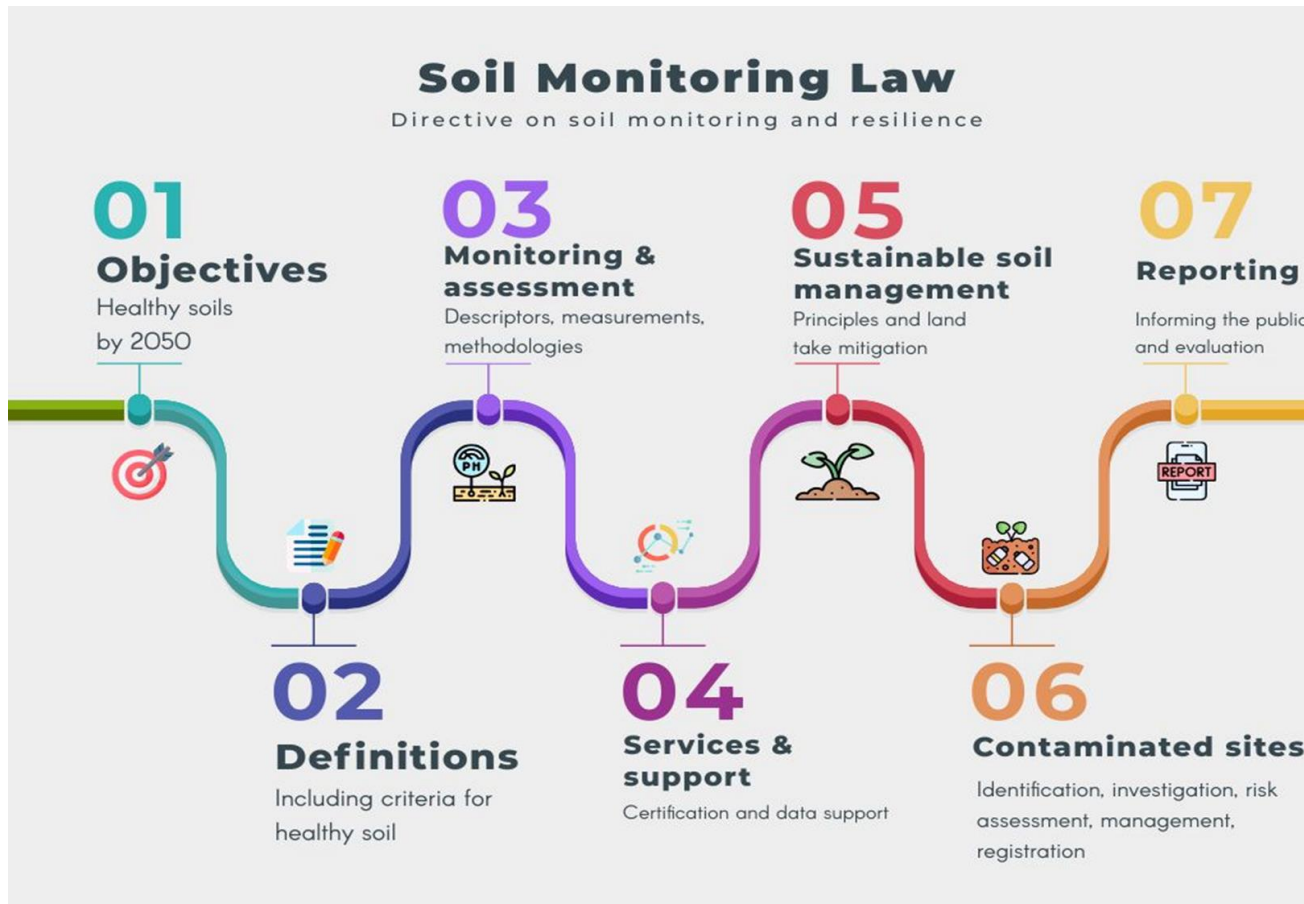 Soil Monitoring Law
Directive on soil monitoring and resilience
01
Objectives
Healthy soils
by 2050
02
Definitions
Including criteria for
healthy soil
03
Monitoring &
assessment
Descriptors, measurements,
methodologies
PH
04
Services &
support
Certification and data support
05
Sustainable soil
management
Principles and land
take mitigation
06
Contaminated sites
Identification, investigation, risk
assessment, management,
registration
07
Reporting
Informing the public
and evaluation
REPORT